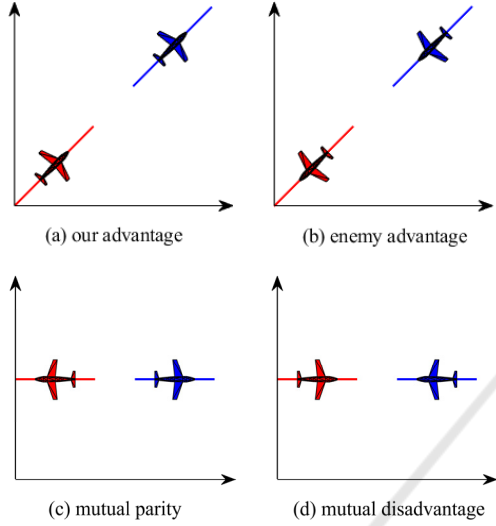 (a) our advantage
(b) enemy advantage
(c) mutual parity
(d) mutual disadvantage